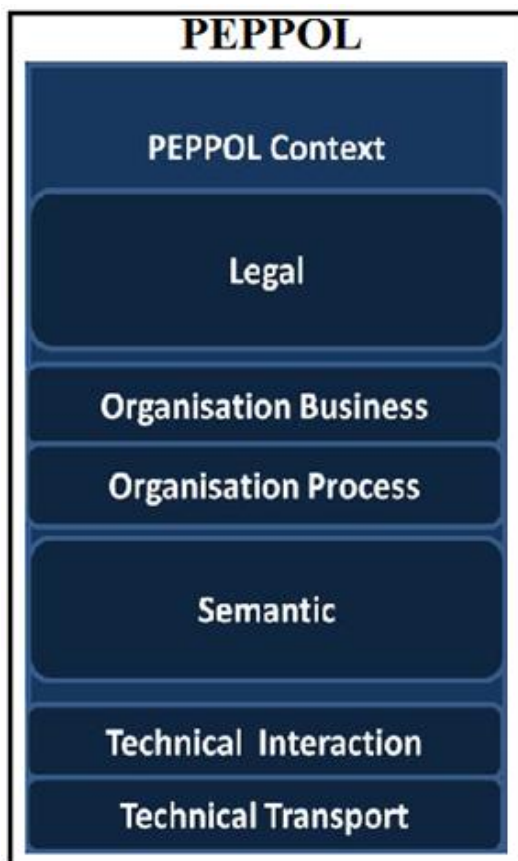 PEPPOL
PEPPOL Context
Legal
Organisation Business
Organisation Process
Semantic
Technical Interaction
Technical Transport